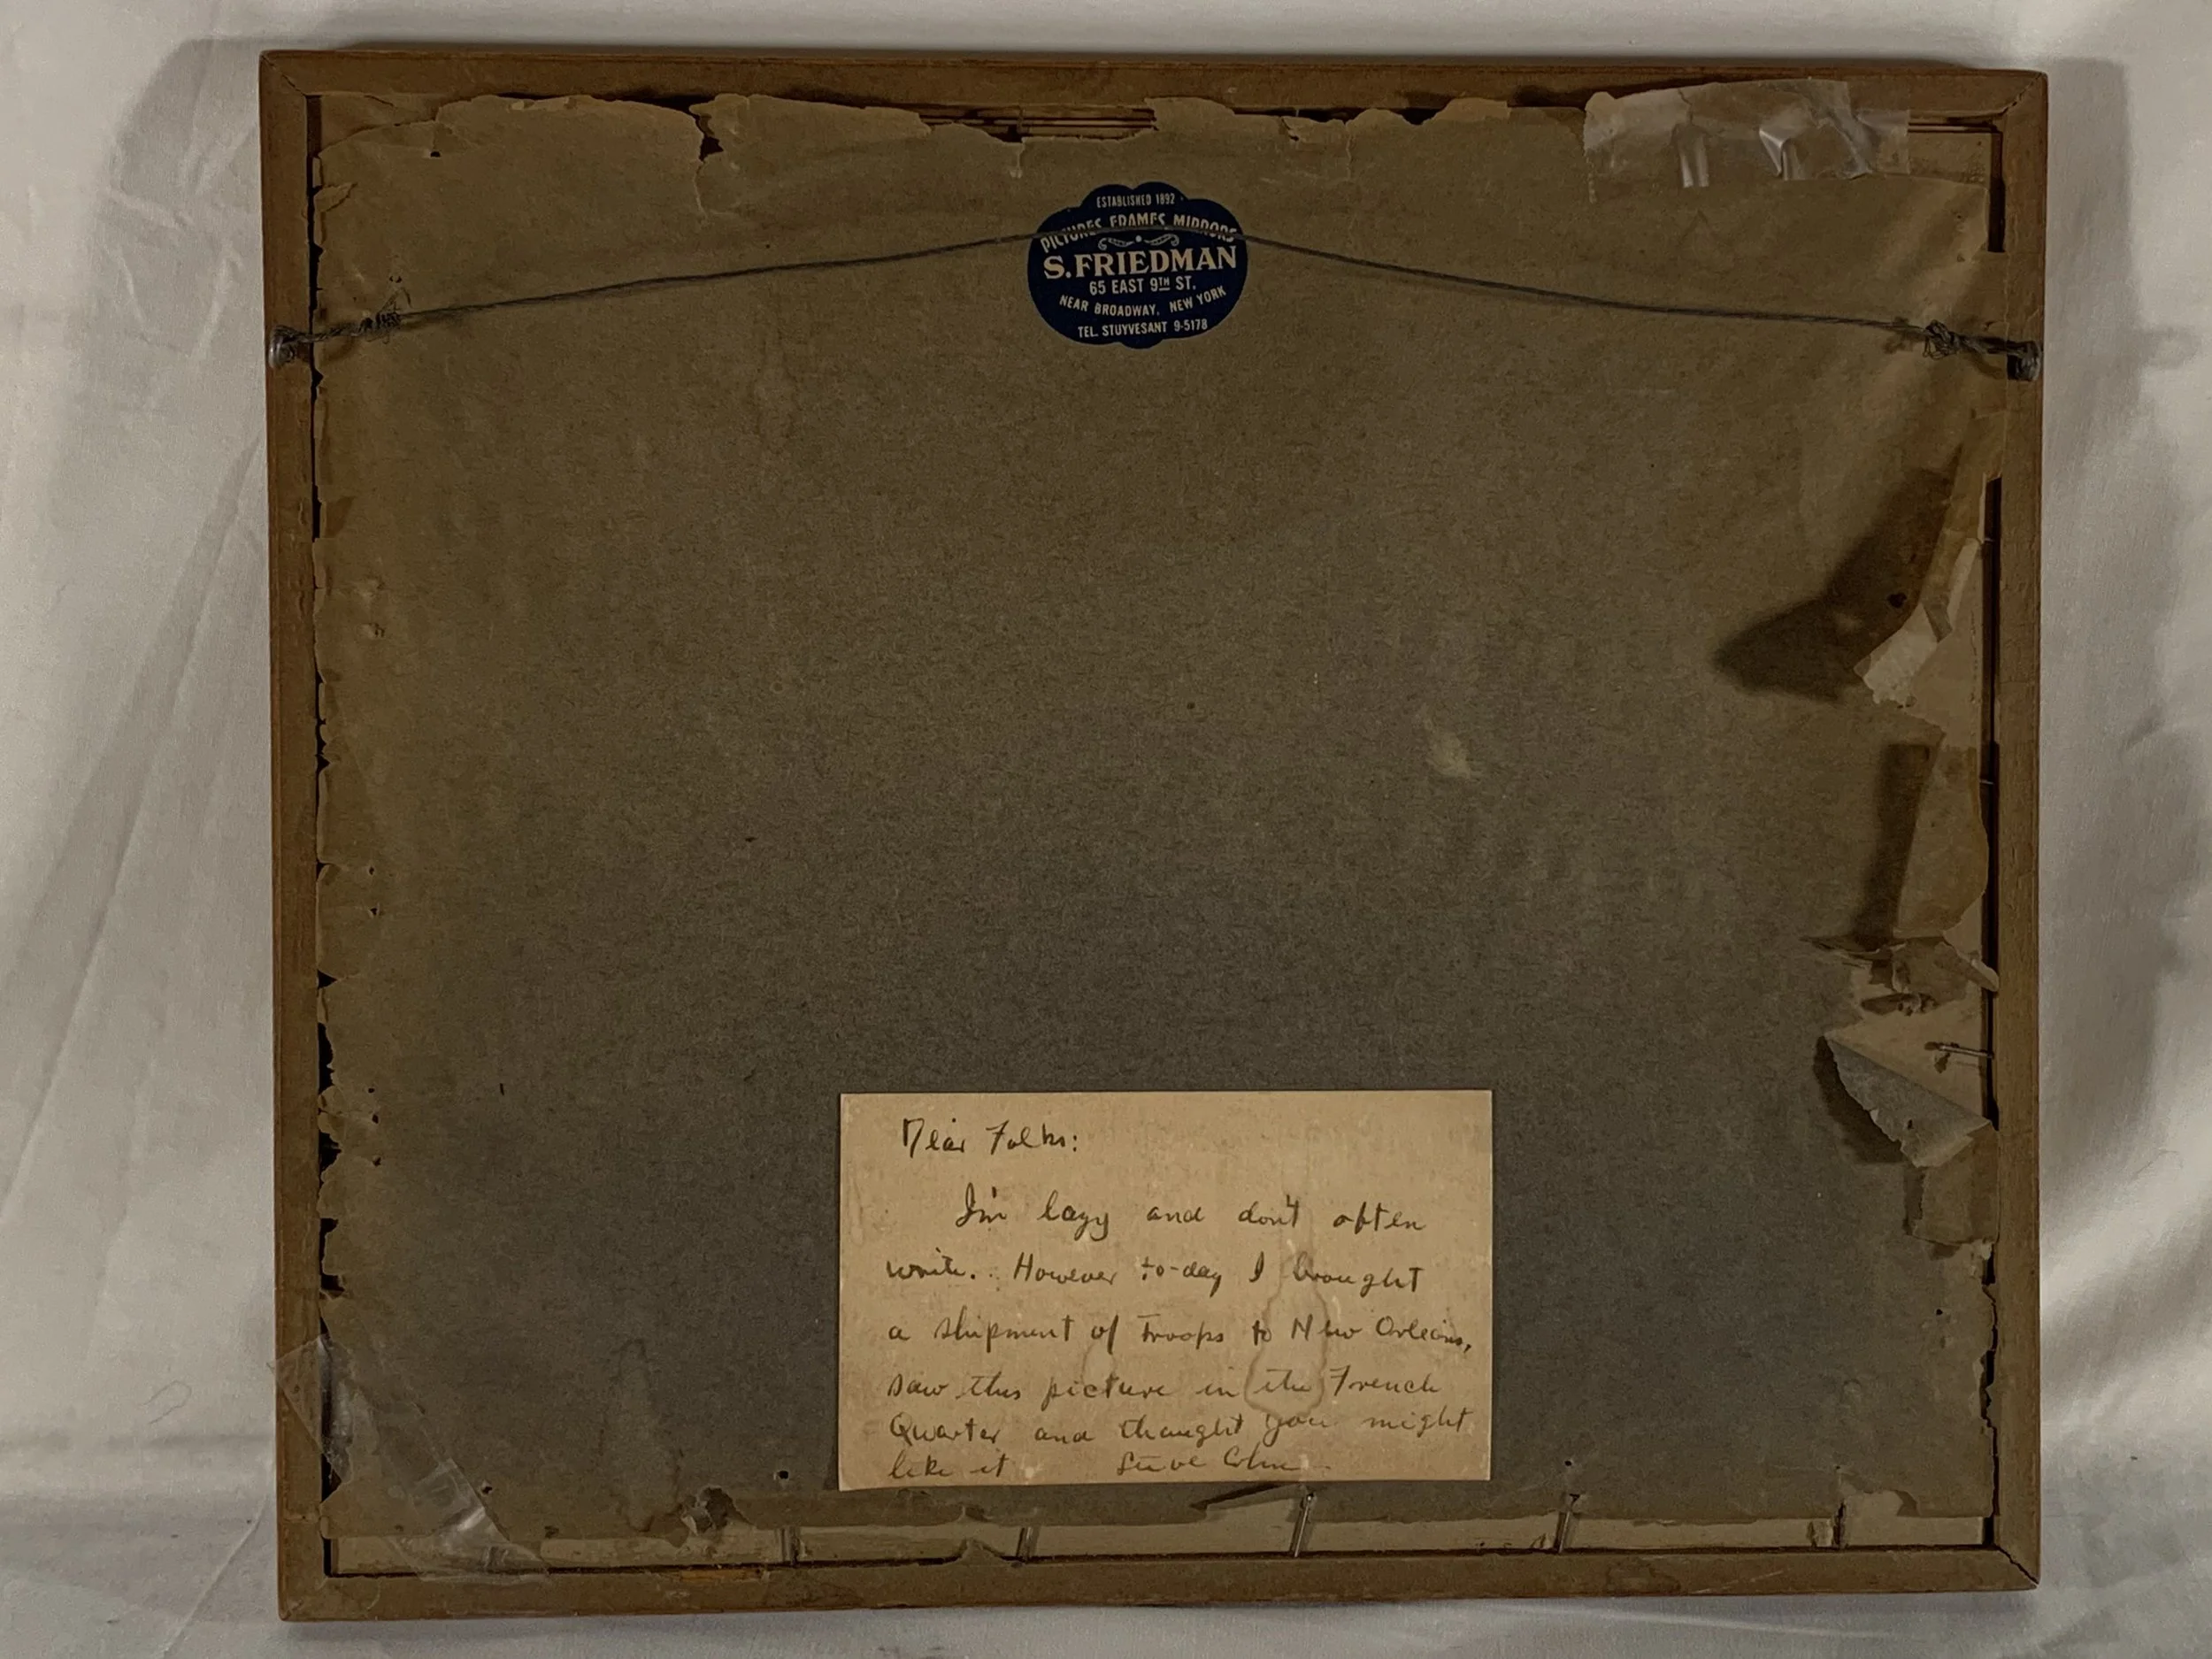 ESTABLISHED 1892
PICTURES FRAMES MIRRORS
S. FRIEDMAN
65 EAST 9TH ST.
NEAR BROADWAY, NEW YORK
TEL. STUYVESANT 9-5178
Dear Folks:
I'm lazy and don't often
write. However to-day I brought
a shipment of troops to New Orleans,
saw this picture in the French
Quarter and thought you might
like it Steve